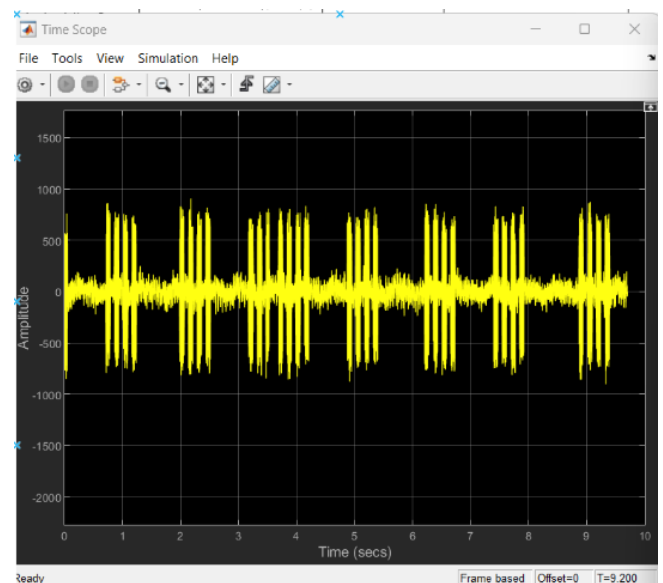 Time Scope
File Tools View Simulation Help
1500
1000
500
0
-500
-1000
-1500
-2000
Amplitude
0 1 2 3 4 5 6 7 8 9 10
Time (secs)
Ready
Frame based Offset=0 T=9.200